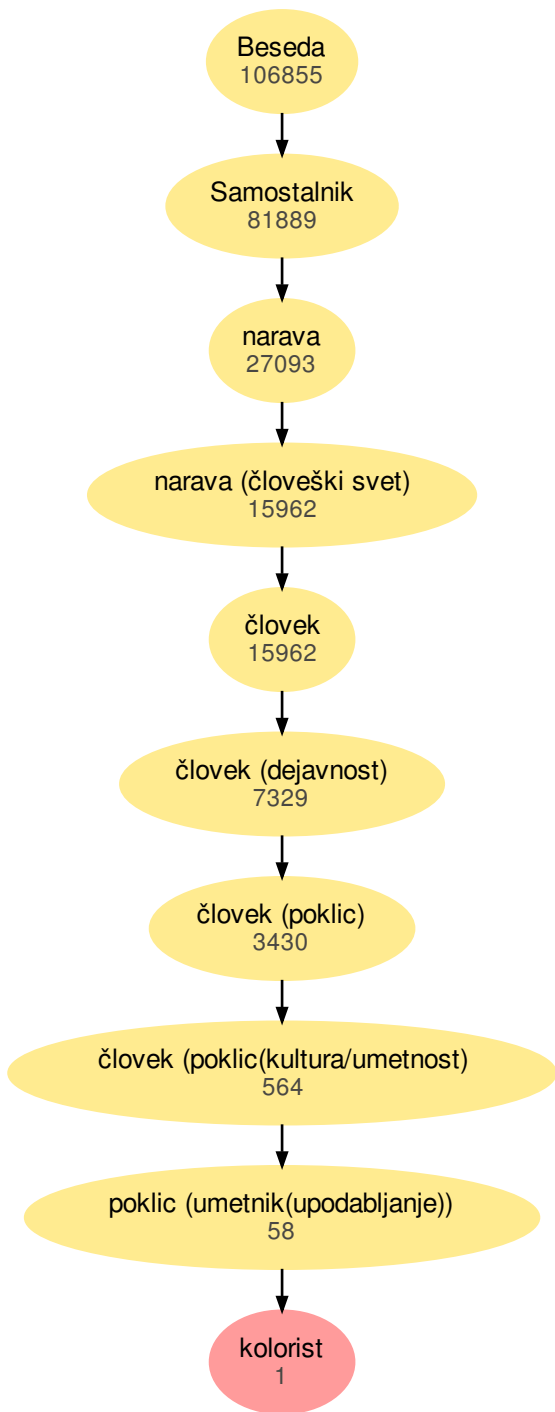 Beseda
106855
Samostalnik
81889
narava
27093
narava (človeški svet)
15962
človek
15962
človek (dejavnost)
7329
človek (poklic)
3430
človek (poklic(kultura/umetnost)
564
poklic (umetnik(upodabljanje))
58
kolorist
1